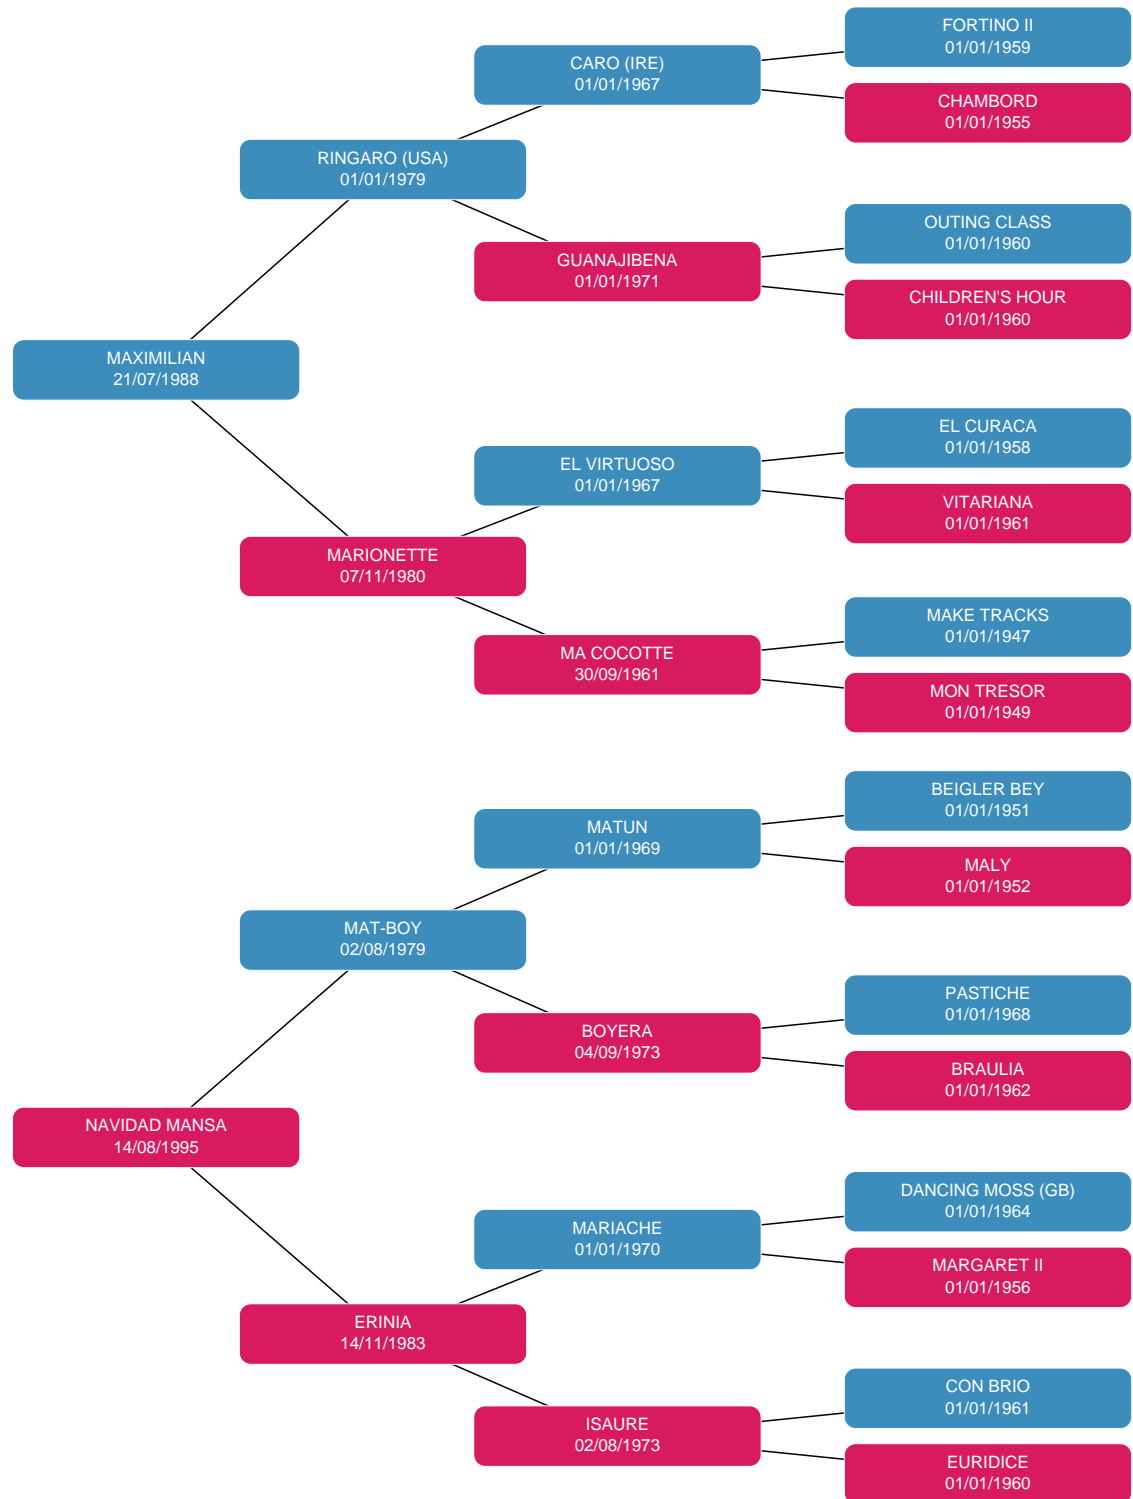 FORTINO II
01/01/1959
CARO (IRE)
01/01/1967
CHAMBORD
01/01/1955
RINGARO (USA)
01/01/1979
OUTING CLASS
01/01/1960
GUANAJIBENA
01/01/1971
CHILDREN'S HOUR
01/01/1960
MAXIMILIAN
21/07/1988
EL CURACA
01/01/1958
EL VIRTUOSO
01/01/1967
VITARIANA
01/01/1961
MARIONETTE
07/11/1980
MAKE TRACKS
01/01/1947
MA COCOTTE
30/09/1961
MON TRESOR
01/01/1949
BEIGLER BEY
01/01/1951
MATUN
01/01/1969
MALY
01/01/1952
MAT-BOY
02/08/1979
PASTICHE
01/01/1968
BOYERA
04/09/1973
BRAULIA
01/01/1962
NAVIDAD MANSA
14/08/1995
DANCING MOSS (GB)
01/01/1964
MARIACHE
01/01/1970
MARGARET II
01/01/1956
ERINIA
14/11/1983
CON BRIO
01/01/1961
ISAURE
02/08/1973
EURIDICE
01/01/1960